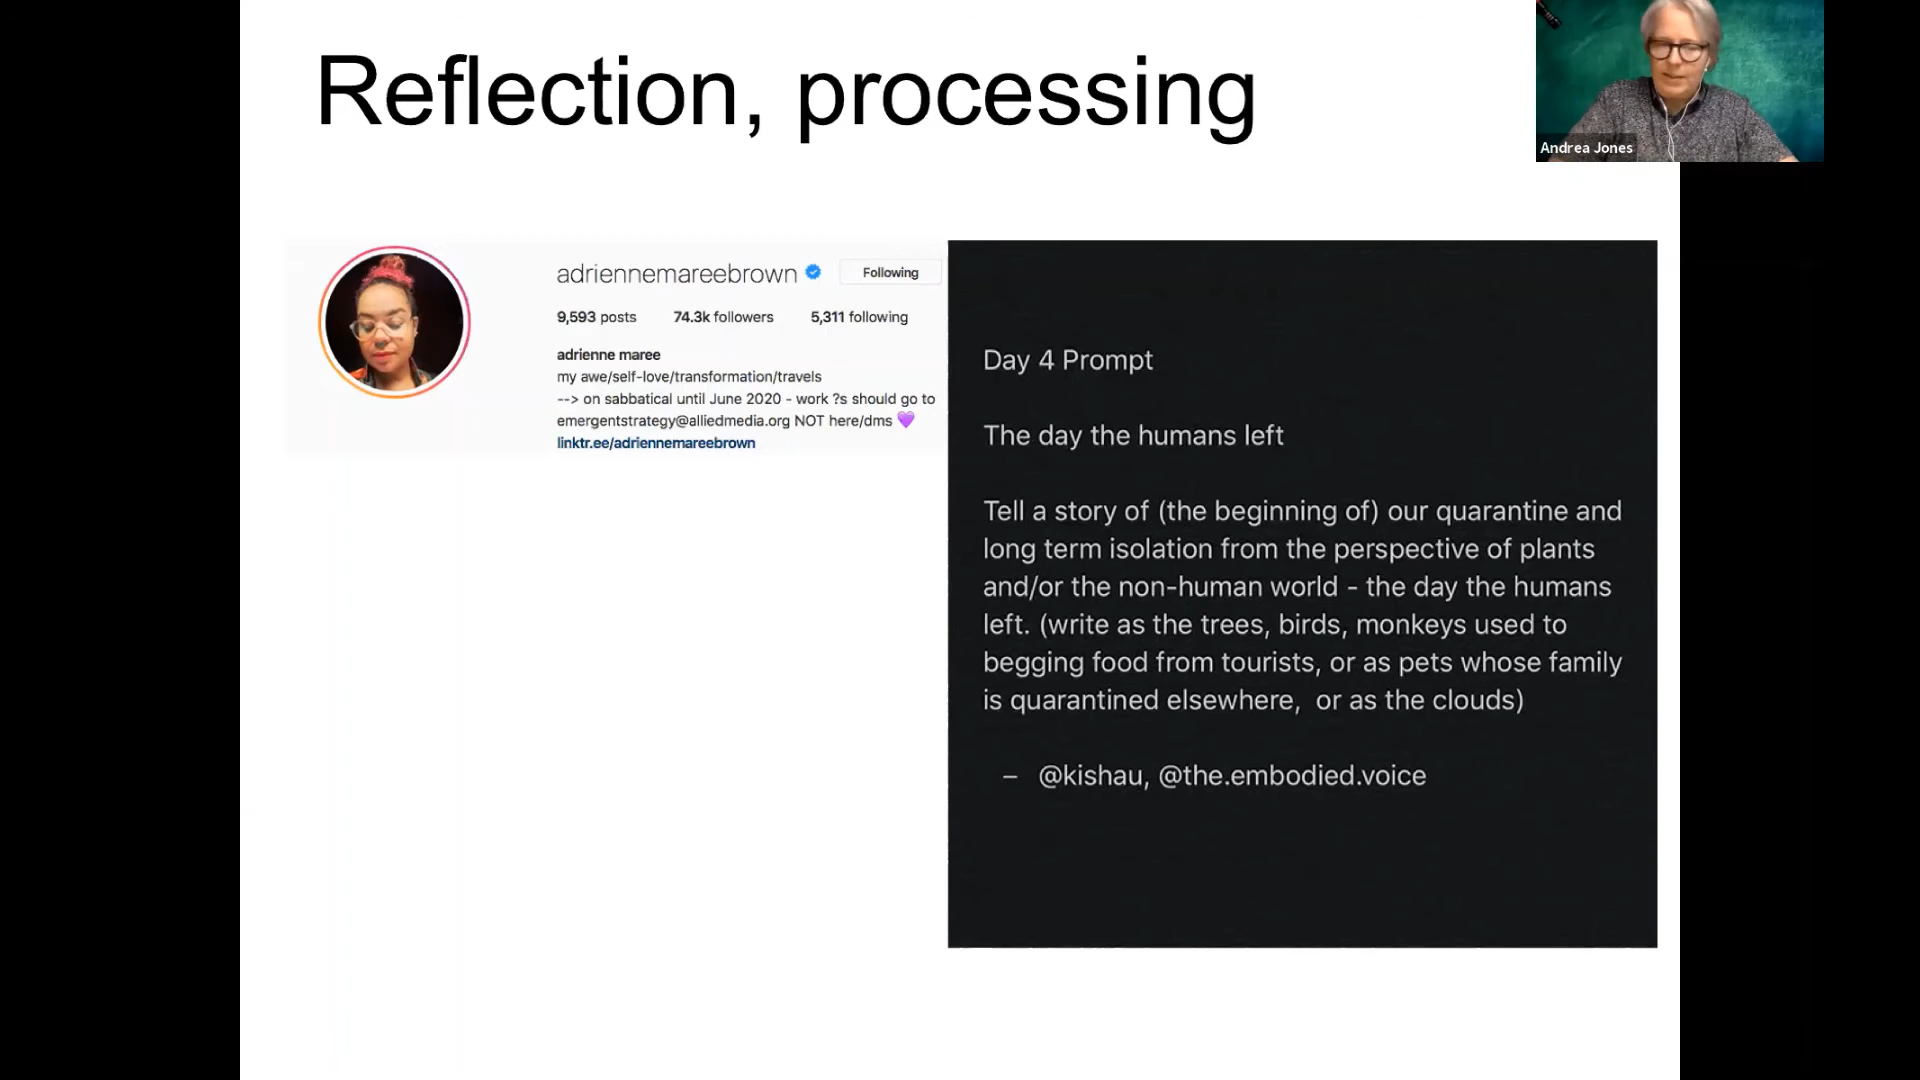 Reflection, processing
Andrea Jones
adriennemareebrown
Following
9,593 posts 74.3k followers 5,311 following
adrienne maree
my awe/self-love/transformation/travels
--> on sabbatical until June 2020 - work ?s should go to
emergentstrategy@alliedmedia.org NOT here/dms 💜
linktr.ee/adriennemareebrown
Day 4 Prompt
The day the humans left
Tell a story of (the beginning of) our quarantine and
long term isolation from the perspective of plants
and/or the non-human world - the day the humans
left. (write as the trees, birds, monkeys used to
begging food from tourists, or as pets whose family
is quarantined elsewhere, or as the clouds)
– @kishau, @the.embodied.voice